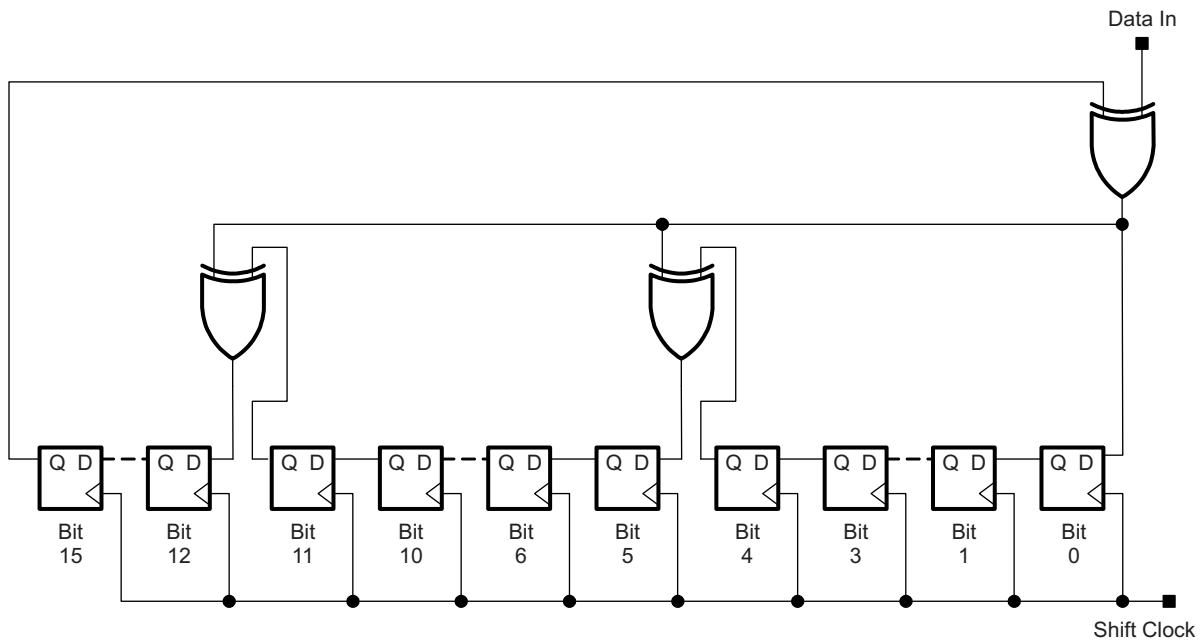 Data In
Q D
Q D
Q D
Q D
Q D
Q D
Q D
Q D
Q D
Q D
Bit
15
Bit
12
Bit
11
Bit
10
Bit
6
Bit
5
Bit
4
Bit
3
Bit
1
Bit
0
Shift Clock